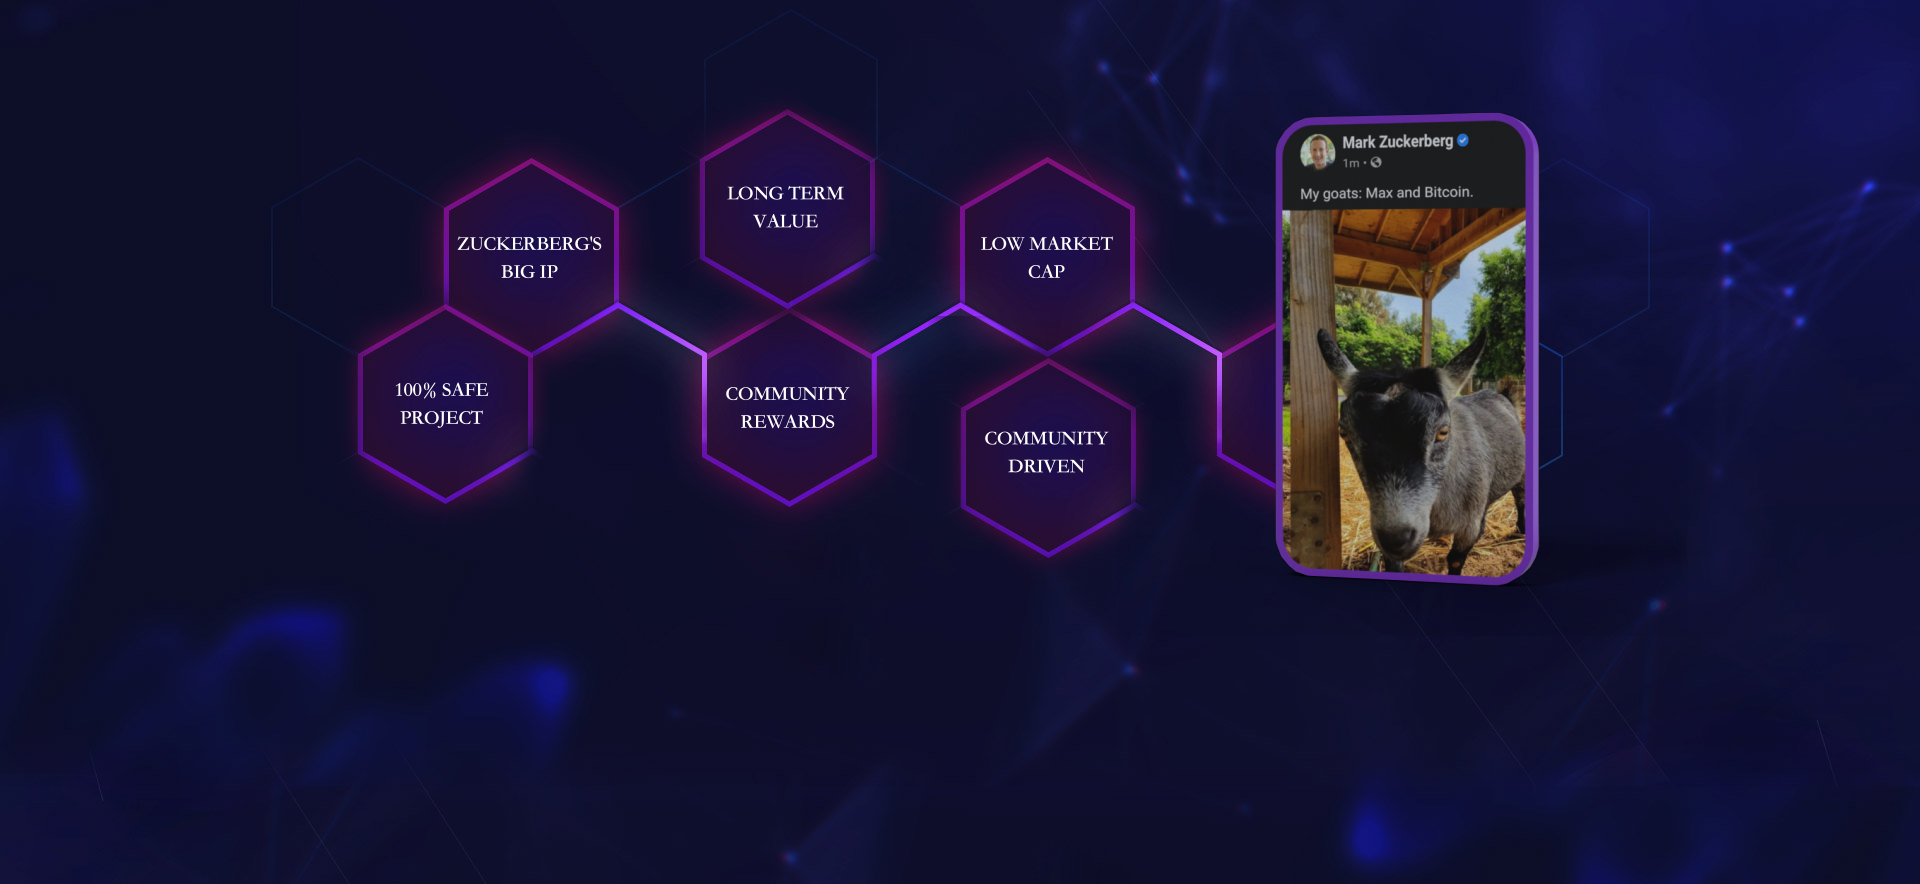 LONG TERM
VALUE
ZUCKERBERG'S
BIG IP
LOW MARKET
CAP
100% SAFE
PROJECT
COMMUNITY
REWARDS
COMMUNITY
DRIVEN
Mark Zuckerberg
1m •
My goats: Max and Bitcoin.